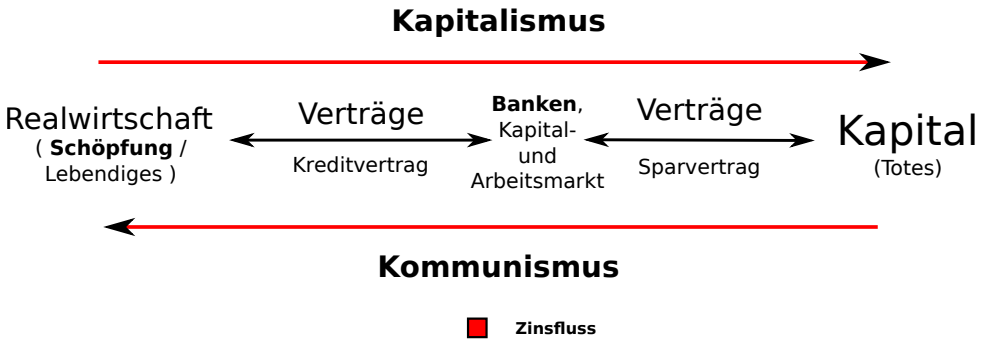 Kapitalismus
Realwirtschaft
( Schöpfung /
Lebendiges )
Verträge
Kreditvertrag
Banken,
Kapital-
und
Arbeitsmarkt
Verträge
Sparvertrag
Kapital
(Totes)
Kommunismus
Zinsfluss